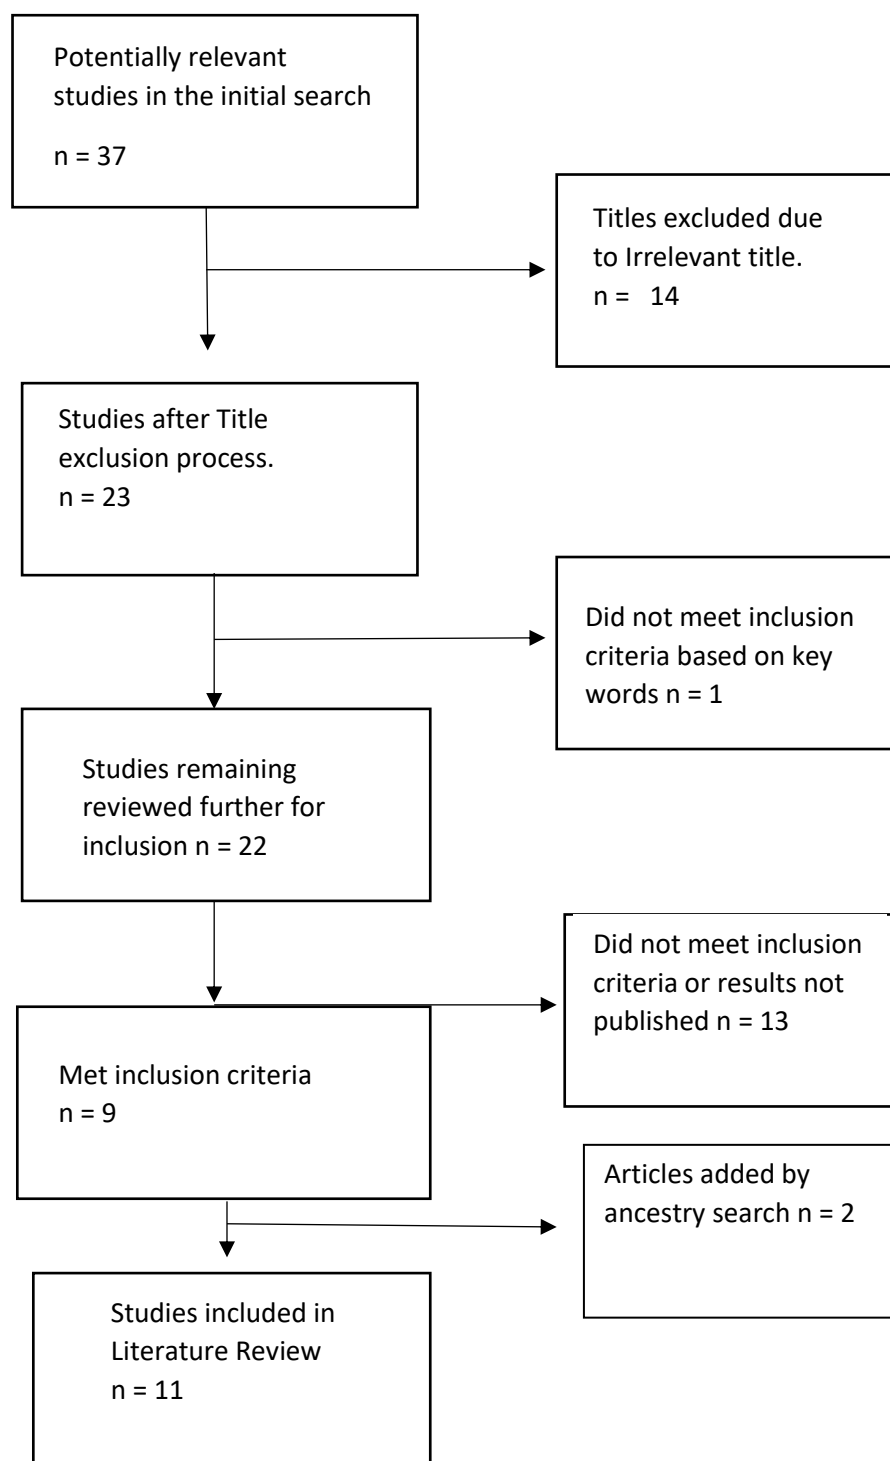 Potentially relevant
studies in the initial search
n = 37
Titles excluded due
to Irrelevant title.
n =   14
Studies after Title
exclusion process.
n = 23
Did not meet inclusion
criteria based on key
words n = 1
Studies remaining
reviewed further for
inclusion n = 22
Did not meet inclusion
criteria or results not
published n = 13
Met inclusion criteria
n = 9
Articles added by
ancestry search n = 2
Studies included in
Literature Review
n = 11